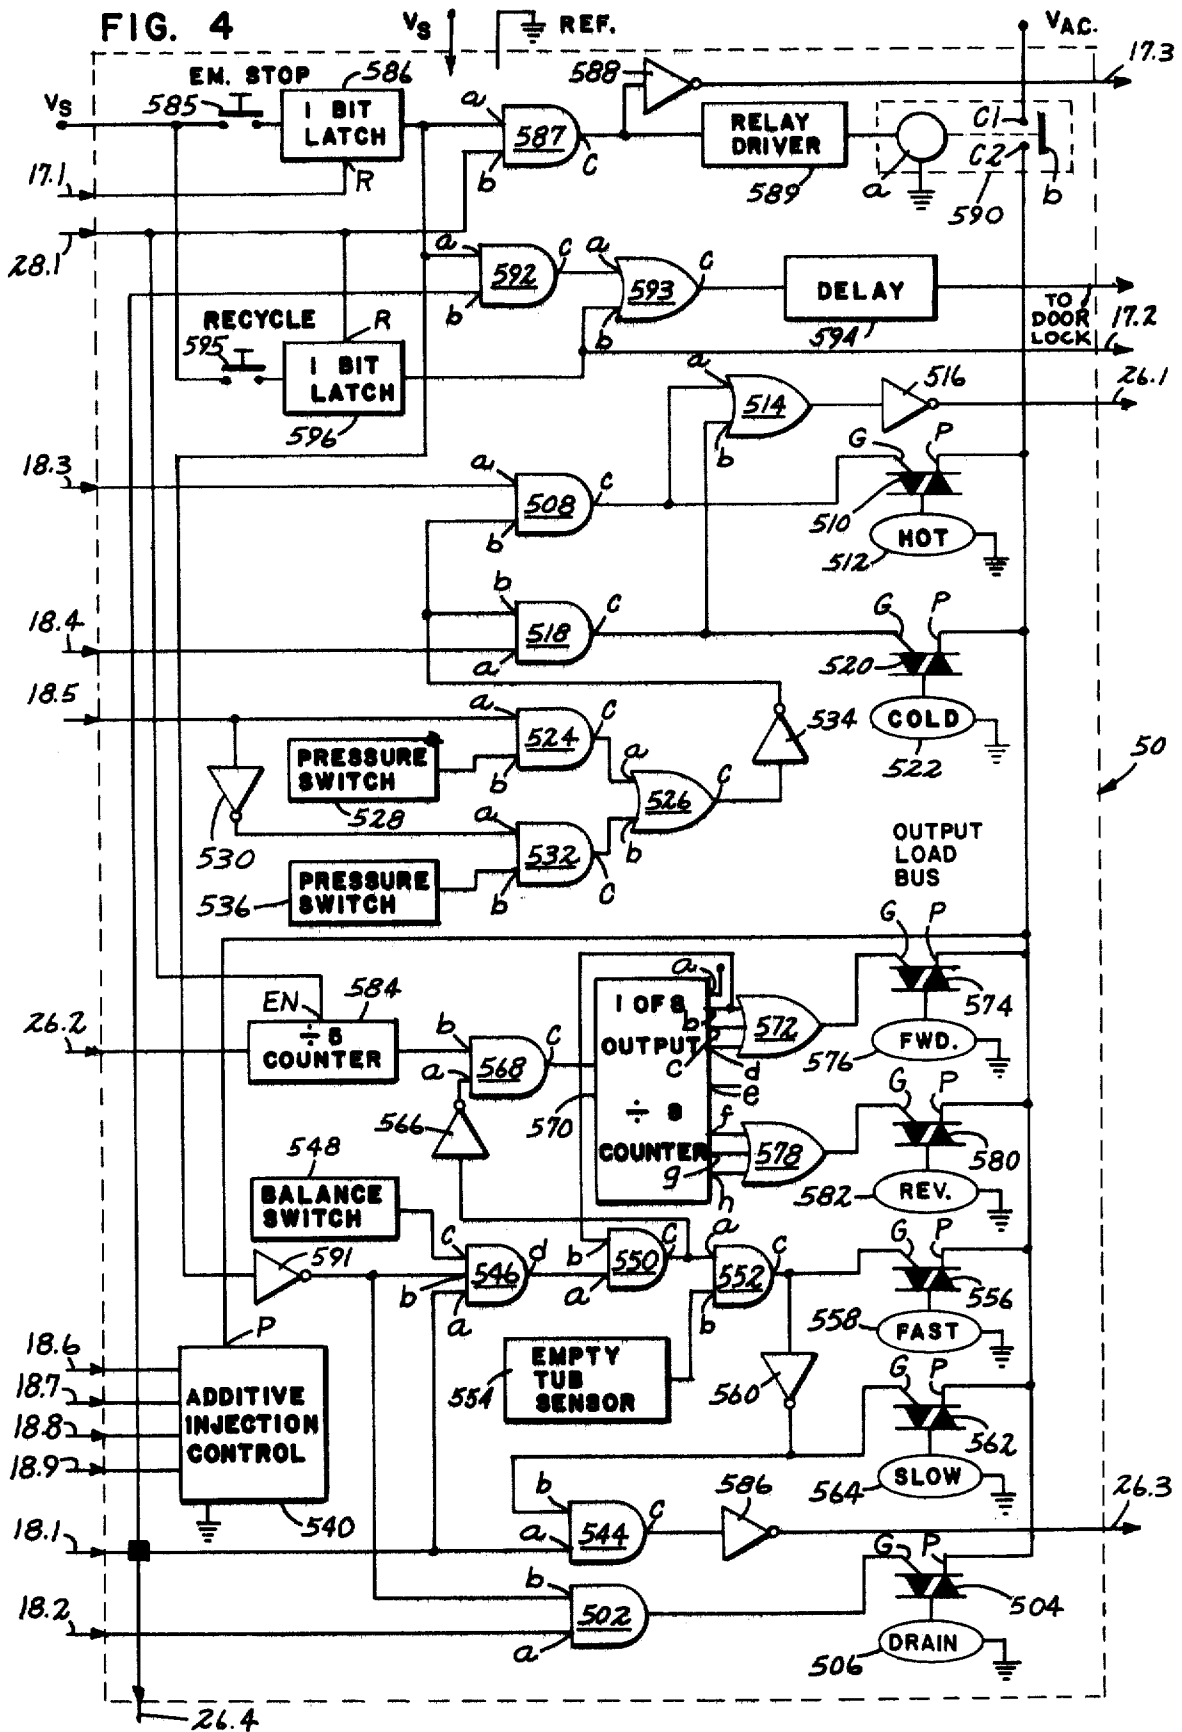 FIG. 4
Vs
REF.
VA.C.
17.3
EM. STOP
586
588
Vs
585
1 BIT
LATCH
a
587
b
c
RELAY
DRIVER
589
a
C1
C2
590
b
17.1
R
28.1
a
592
b
c
a
593
b
c
DELAY
594
TO
DOOR
LOCK
17.2
RECYCLE
R
595
1 BIT
LATCH
596
a
514
b
516
26.1
18.3
a
508
b
c
G
P
510
HOT
512
18.4
b
518
a
c
G
P
520
COLD
522
18.5
a
524
b
c
534
50
PRESSURE
SWITCH
528
a
526
b
c
530
a
532
b
c
PRESSURE
SWITCH
536
OUTPUT
LOAD
BUS
G
P
574
FWD.
576
EN
584
26.2
÷ 5
COUNTER
b
568
a
c
a
1 OF 8
OUTPUT
÷ 8
COUNTER
b
c
d
e
f
g
h
570
572
566
578
G
P
580
REV.
582
548
BALANCE
SWITCH
591
c
546
b
a
d
b
550
a
c
a
552
b
c
G
P
556
FAST
558
18.6
18.7
18.8
18.9
P
ADDITIVE
INJECTION
CONTROL
540
EMPTY
TUB
SENSOR
554
560
G
P
562
SLOW
564
18.1
b
544
a
c
586
26.3
18.2
b
502
a
G
P
504
DRAIN
506
26.4